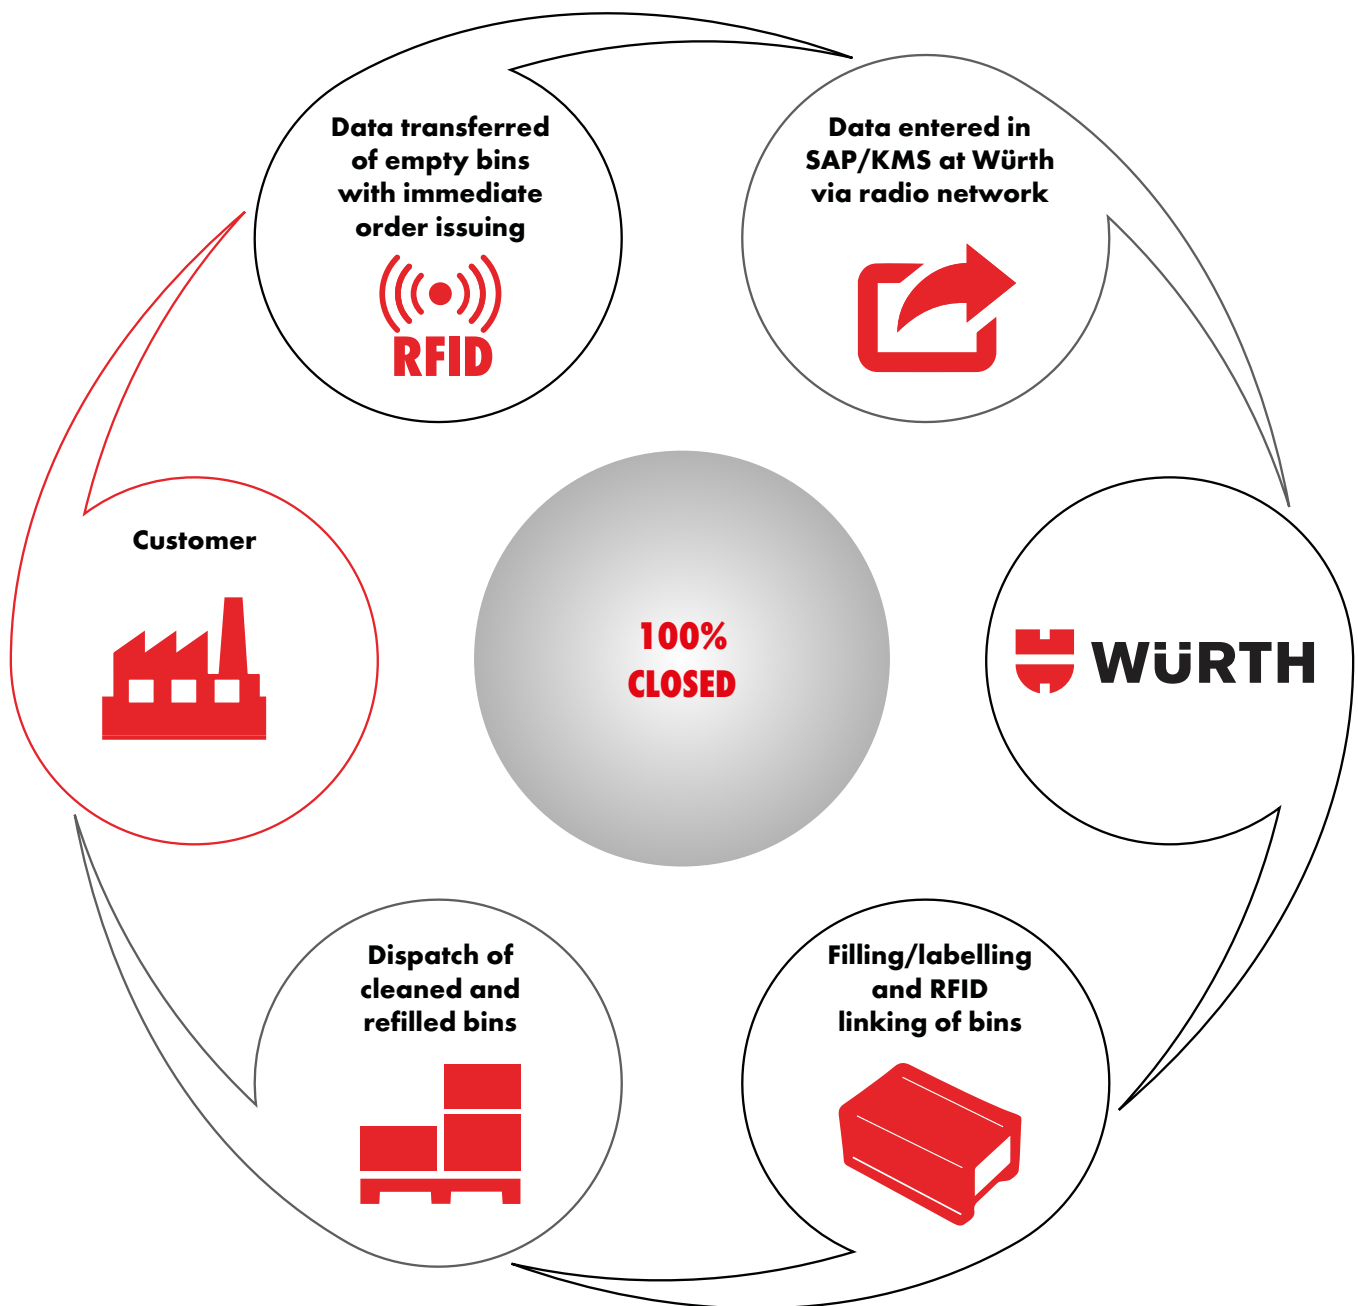 Data transferred
of empty bins
with immediate
order issuing
RFID
Data entered in
SAP/KMS at Würth
via radio network
Customer
100%
CLOSED
WÜRTH
Dispatch of
cleaned and
refilled bins
Filling/labelling
and RFID
linking of bins